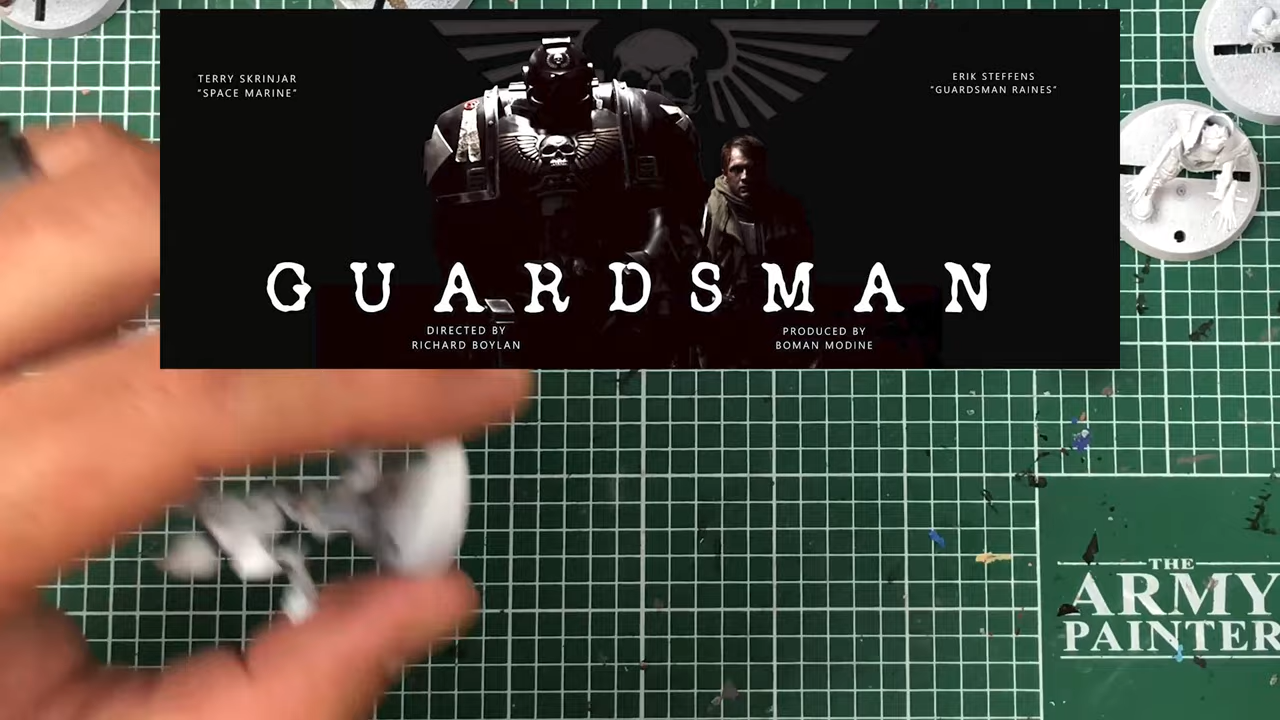 TERRY SKRINJAR
"SPACE MARINE"
ERIK STEFFENS
"GUARDSMAN RAINES"
GUARDSMAN
DIRECTED BY
RICHARD BOYLAN
PRODUCED BY
BOMAN MODINE
THE
ARMY
PAINTER